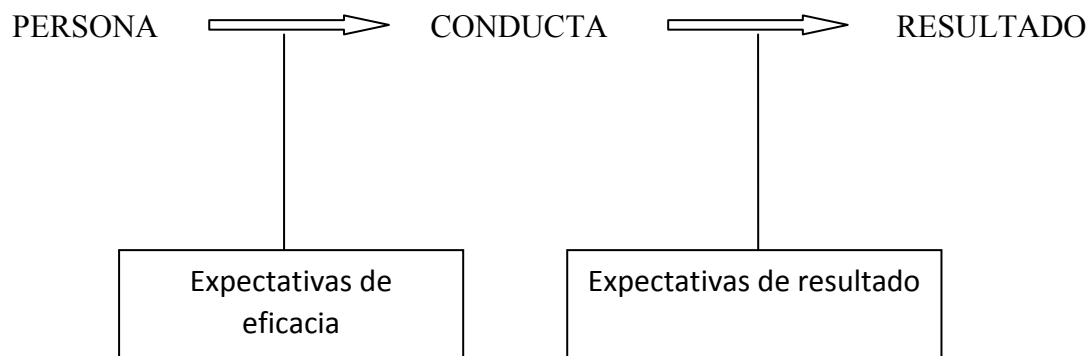 PERSONA CONDUCTA RESULTADO
Expectativas de
eficacia
Expectativas de resultado